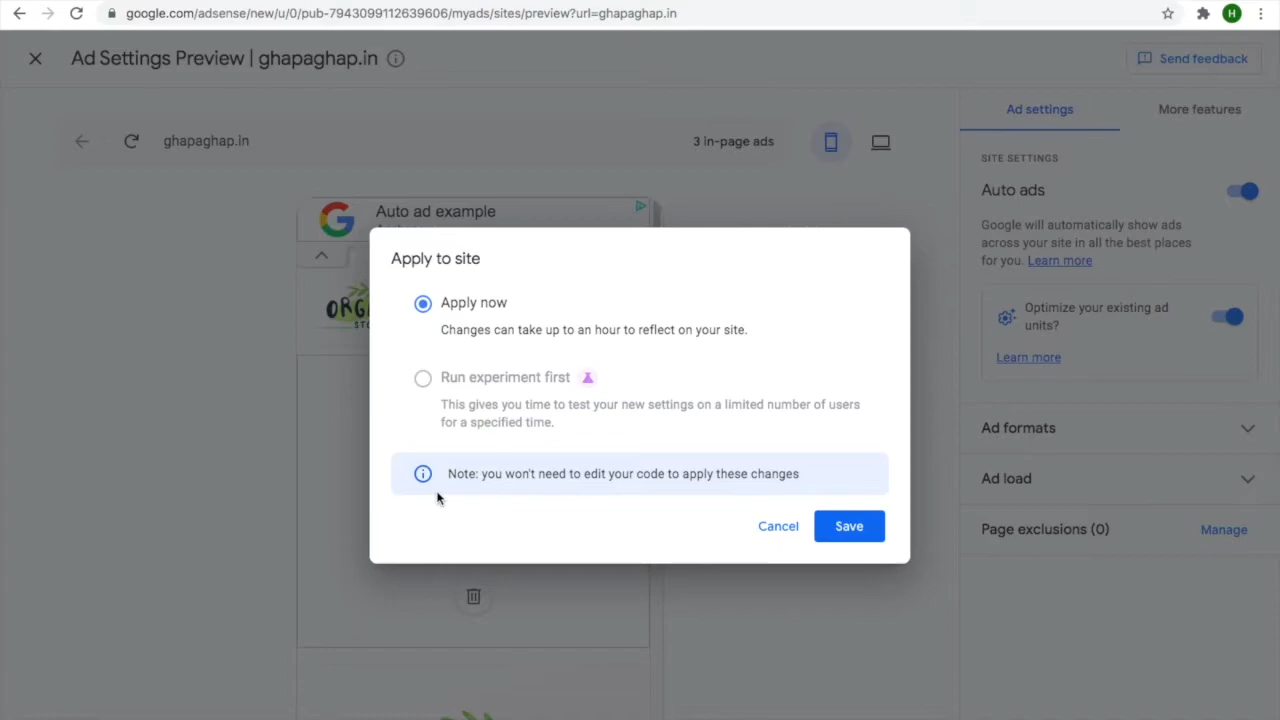 google.com/adsense/new/u/0/pub-7943099112639606/myads/sites/preview?url=ghapaghap.in
H
Ad Settings Preview | ghapaghap.in
Send feedback
ghapaghap.in
3 in-page ads
Ad settings
More features
SITE SETTINGS
Auto ads
Google will automatically show ads
across your site in all the best places
for you. Learn more
Optimize your existing ad
units?
Learn more
Ad formats
Ad load
Page exclusions (0)
Manage
Auto ad example
Apply to site
Apply now
Changes can take up to an hour to reflect on your site.
Run experiment first
This gives you time to test your new settings on a limited number of users
for a specified time.
Note: you won't need to edit your code to apply these changes
Cancel
Save